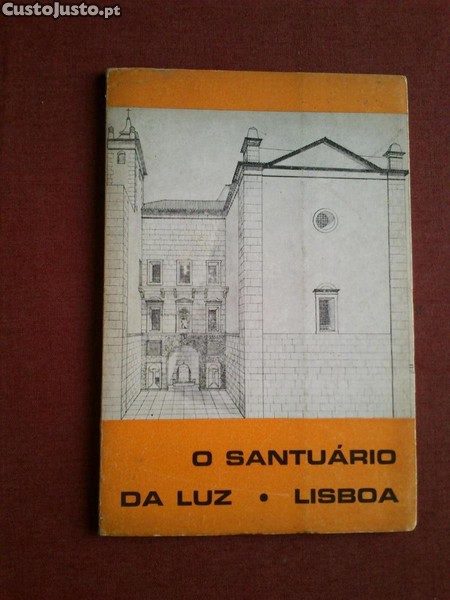 CustoJusto.pt
O SANTUÁRIO
DA LUZ • LISBOA